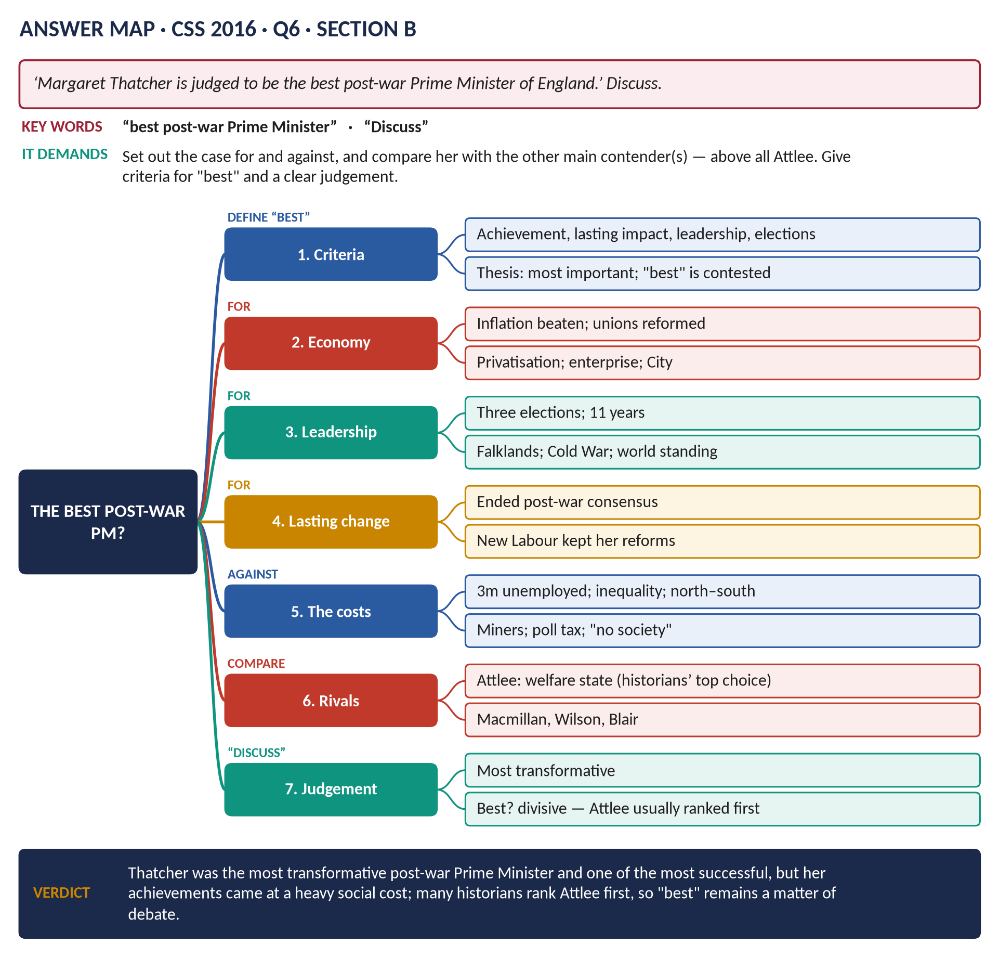 ANSWER MAP · CSS 2016 · Q6 · SECTION B
‘Margaret Thatcher is judged to be the best post-war Prime Minister of England.’ Discuss.
KEY WORDS “best post-war Prime Minister” · “Discuss”
IT DEMANDS Set out the case for and against, and compare her with the other main contender(s) — above all Attlee. Give
criteria for "best" and a clear judgement.
THE BEST POST-WAR
PM?
DEFINE “BEST”
1. Criteria
Achievement, lasting impact, leadership, elections
Thesis: most important; "best" is contested
FOR
2. Economy
Inflation beaten; unions reformed
Privatisation; enterprise; City
FOR
3. Leadership
Three elections; 11 years
Falklands; Cold War; world standing
FOR
4. Lasting change
Ended post-war consensus
New Labour kept her reforms
AGAINST
5. The costs
3m unemployed; inequality; north–south
Miners; poll tax; "no society"
COMPARE
6. Rivals
Attlee: welfare state (historians’ top choice)
Macmillan, Wilson, Blair
“DISCUSS”
7. Judgement
Most transformative
Best? divisive — Attlee usually ranked first
VERDICT
Thatcher was the most transformative post-war Prime Minister and one of the most successful, but her
achievements came at a heavy social cost; many historians rank Attlee first, so "best" remains a matter of
debate.